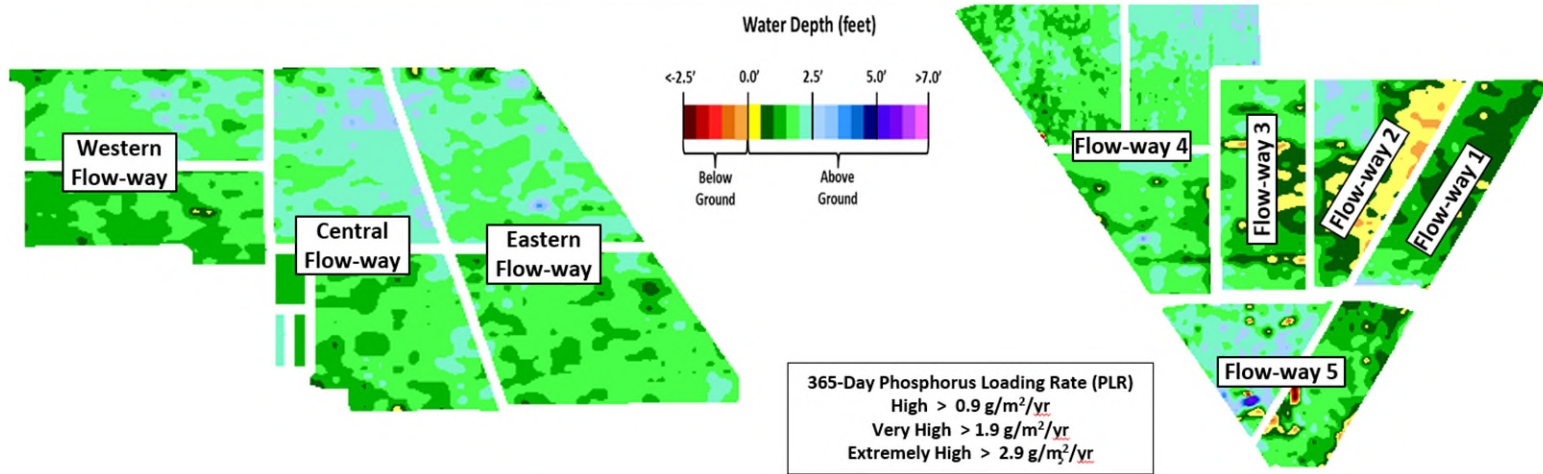 Water Depth (feet)
<-2.5' 0.0' 2.5' 5.0' >7.0'
Below
Ground
Above
Ground
Western
Flow-way
Central
Flow-way
Eastern
Flow-way
Flow-way 4
Flow-way 3
Flow-way 2
Flow-way 1
Flow-way 5
365-Day Phosphorus Loading Rate (PLR)
High > 0.9 g/m²/yr
Very High > 1.9 g/m²/yr
Extremely High > 2.9 g/m²/yr